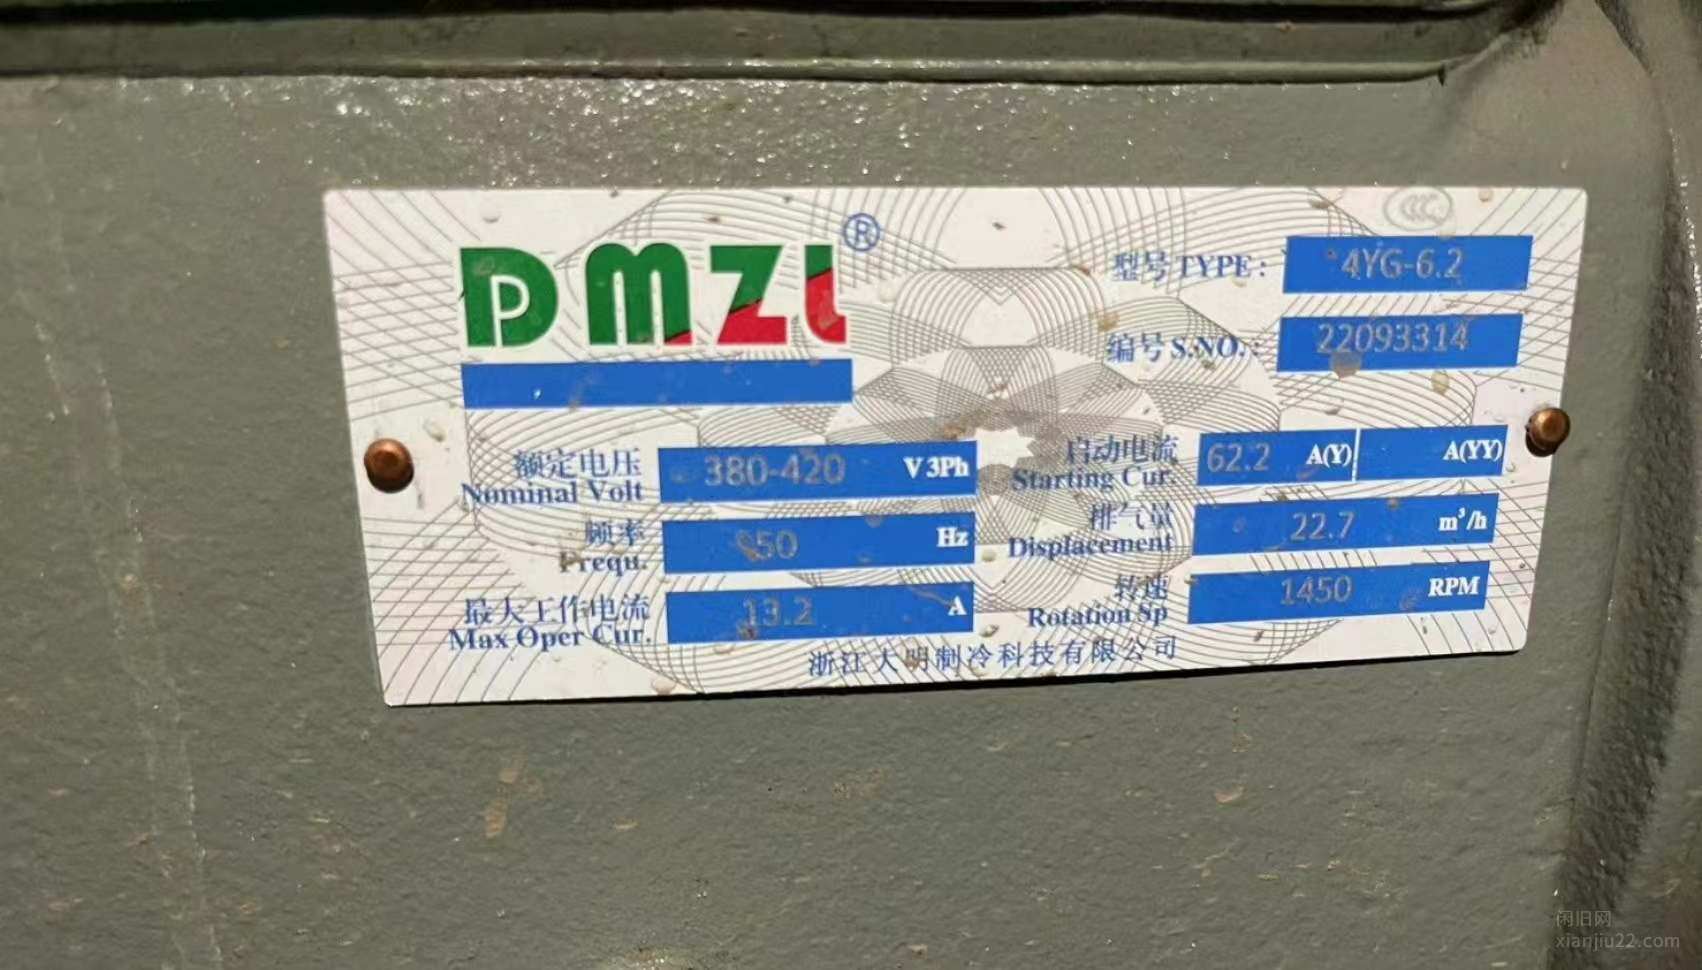 DMZL®
型号 TYPE: 4YG-6.2
编号 S.NO.: 22093314
额定电压 380-420 V 3Ph
Nominal Volt
启动电流 62.2 A(Y) A(YY)
Starting Cur.
频率 50 Hz
Frequ.
排气量 22.7 m³/h
Displacement
最大工作电流 13.2 A
Max Oper Cur.
转速 1450 RPM
Rotation Sp
浙江大明制冷科技有限公司
闲旧网
xianjiu22.com